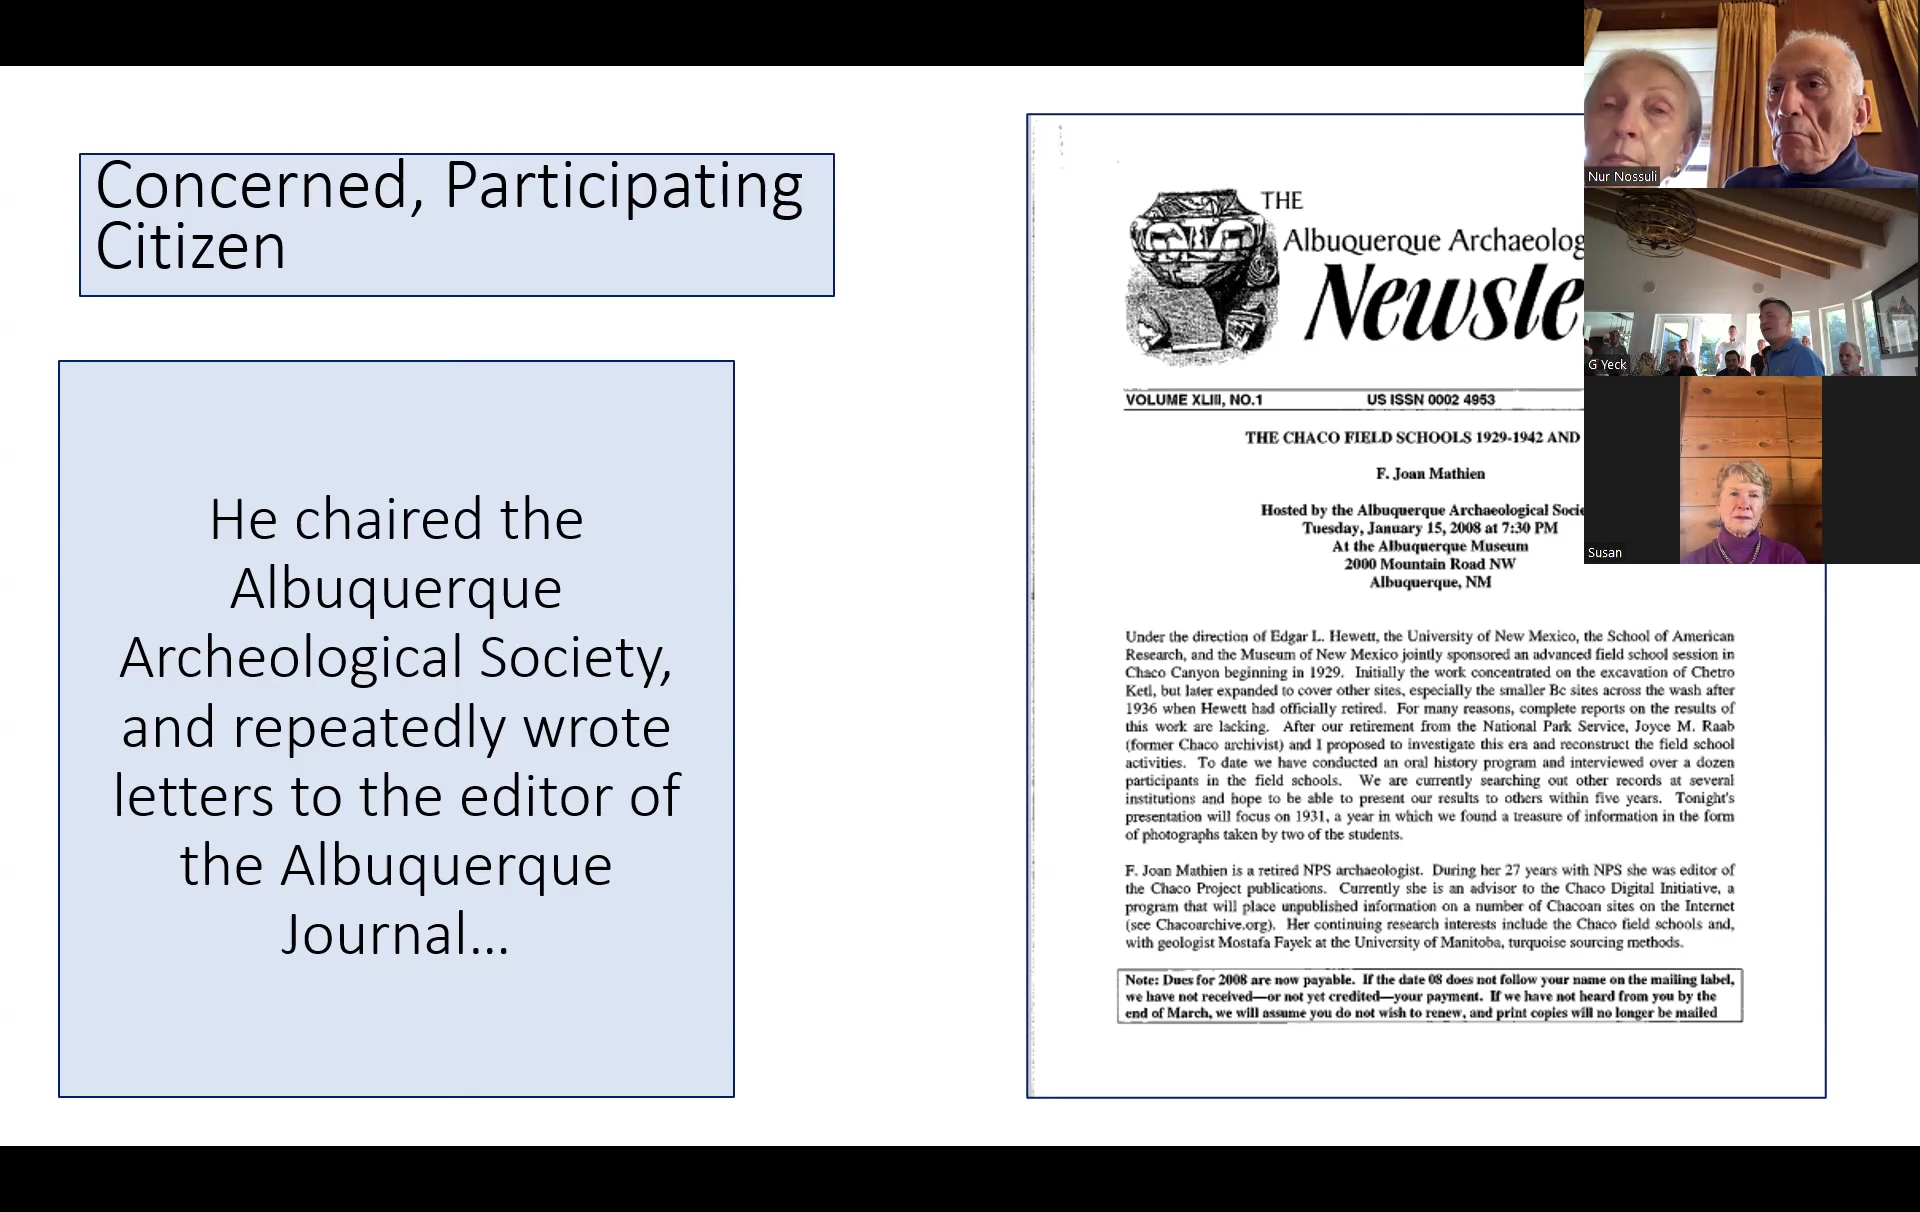 Concerned, Participating
Citizen
He chaired the
Albuquerque
Archeological Society,
and repeatedly wrote
letters to the editor of
the Albuquerque
Journal...
THE
Albuquerque Archaeolog
Newsle
VOLUME XLIII, NO.1 US ISSN 0002 4953
THE CHACO FIELD SCHOOLS 1929-1942 AND
F. Joan Mathien
Hosted by the Albuquerque Archaeological Socie
Tuesday, January 15, 2008 at 7:30 PM
At the Albuquerque Museum
2000 Mountain Road NW
Albuquerque, NM
Under the direction of Edgar L. Hewett, the University of New Mexico, the School of American
Research, and the Museum of New Mexico jointly sponsored an advanced field school session in
Chaco Canyon beginning in 1929. Initially the work concentrated on the excavation of Chetro
Ketl, but later expanded to cover other sites, especially the smaller Bc sites across the wash after
1936 when Hewett had officially retired. For many reasons, complete reports on the results of
this work are lacking. After our retirement from the National Park Service, Joyce M. Raab
(former Chaco archivist) and I proposed to investigate this era and reconstruct the field school
activities. To date we have conducted an oral history program and interviewed over a dozen
participants in the field schools. We are currently searching out other records at several
institutions and hope to be able to present our results to others within five years. Tonight's
presentation will focus on 1931, a year in which we found a treasure of information in the form
of photographs taken by two of the students.
F. Joan Mathien is a retired NPS archaeologist. During her 27 years with NPS she was editor of
the Chaco Project publications. Currently she is an advisor to the Chaco Digital Initiative, a
program that will place unpublished information on a number of Chacoan sites on the Internet
(see Chacoarchive.org). Her continuing research interests include the Chaco field schools and,
with geologist Mostafa Fayek at the University of Manitoba, turquoise sourcing methods.
Note: Dues for 2008 are now payable. If the date 08 does not follow your name on the mailing label,
we have not received—or not yet credited—your payment. If we have not heard from you by the
end of March, we will assume you do not wish to renew, and print copies will no longer be mailed
Nur Nossuli
G Yeck
Susan